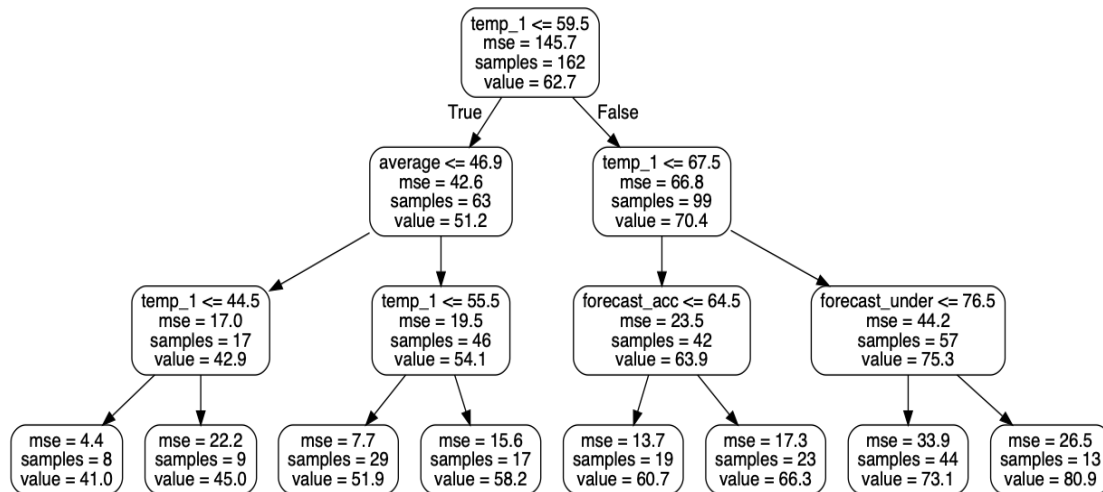 temp_1 <= 59.5
mse = 145.7
samples = 162
value = 62.7
True
False
average <= 46.9
mse = 42.6
samples = 63
value = 51.2
temp_1 <= 67.5
mse = 66.8
samples = 99
value = 70.4
temp_1 <= 44.5
mse = 17.0
samples = 17
value = 42.9
temp_1 <= 55.5
mse = 19.5
samples = 46
value = 54.1
forecast_acc <= 64.5
mse = 23.5
samples = 42
value = 63.9
forecast_under <= 76.5
mse = 44.2
samples = 57
value = 75.3
mse = 4.4
samples = 8
value = 41.0
mse = 22.2
samples = 9
value = 45.0
mse = 7.7
samples = 29
value = 51.9
mse = 15.6
samples = 17
value = 58.2
mse = 13.7
samples = 19
value = 60.7
mse = 17.3
samples = 23
value = 66.3
mse = 33.9
samples = 44
value = 73.1
mse = 26.5
samples = 13
value = 80.9